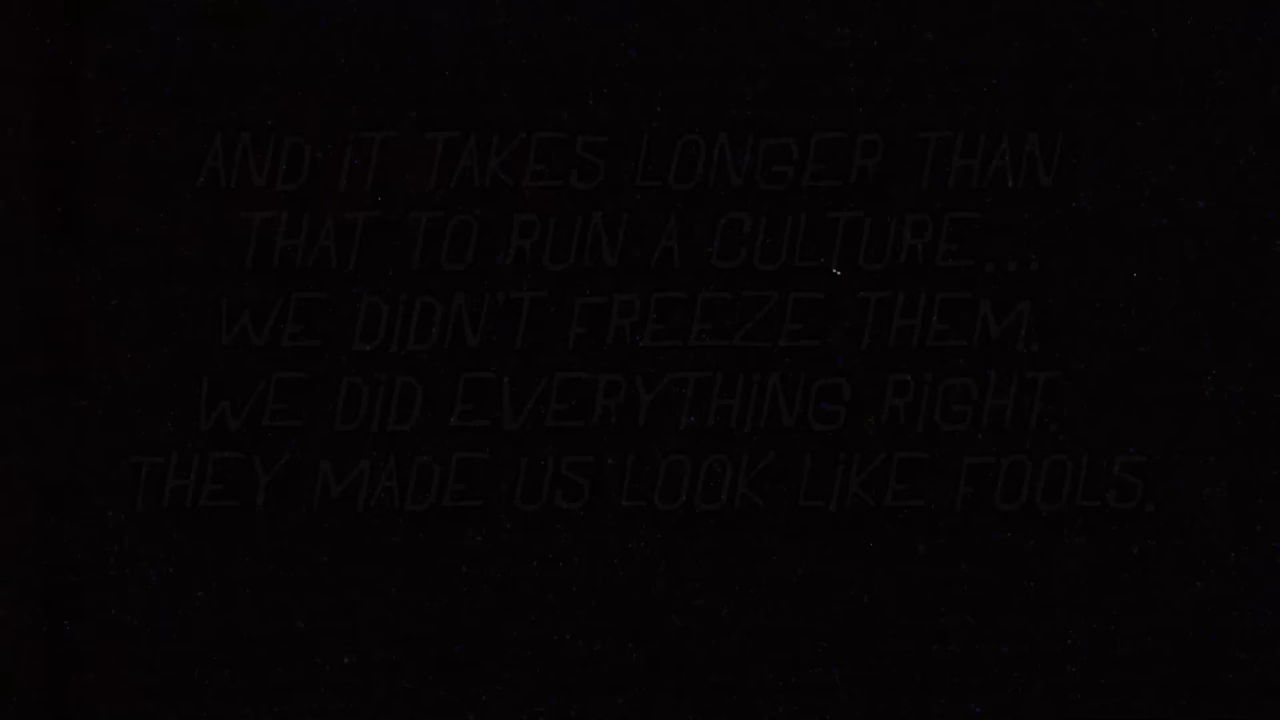 AND IT TAKES LONGER THAN
THAT TO RUN A CULTURE...
WE DIDN'T FREEZE THEM.
WE DID EVERYTHING RIGHT.
THEY MADE US LOOK LIKE FOOLS.